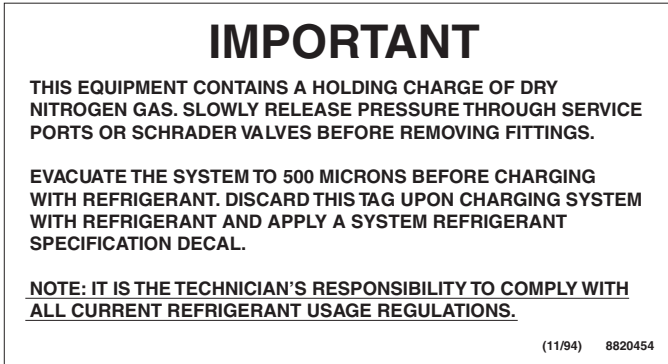 IMPORTANT
THIS EQUIPMENT CONTAINS A HOLDING CHARGE OF DRY
NITROGEN GAS. SLOWLY RELEASE PRESSURE THROUGH SERVICE
PORTS OR SCHRADER VALVES BEFORE REMOVING FITTINGS.
EVACUATE THE SYSTEM TO 500 MICRONS BEFORE CHARGING
WITH REFRIGERANT. DISCARD THIS TAG UPON CHARGING SYSTEM
WITH REFRIGERANT AND APPLY A SYSTEM REFRIGERANT
SPECIFICATION DECAL.
NOTE: IT IS THE TECHNICIAN’S RESPONSIBILITY TO COMPLY WITH
ALL CURRENT REFRIGERANT USAGE REGULATIONS.
(11/94) 8820454